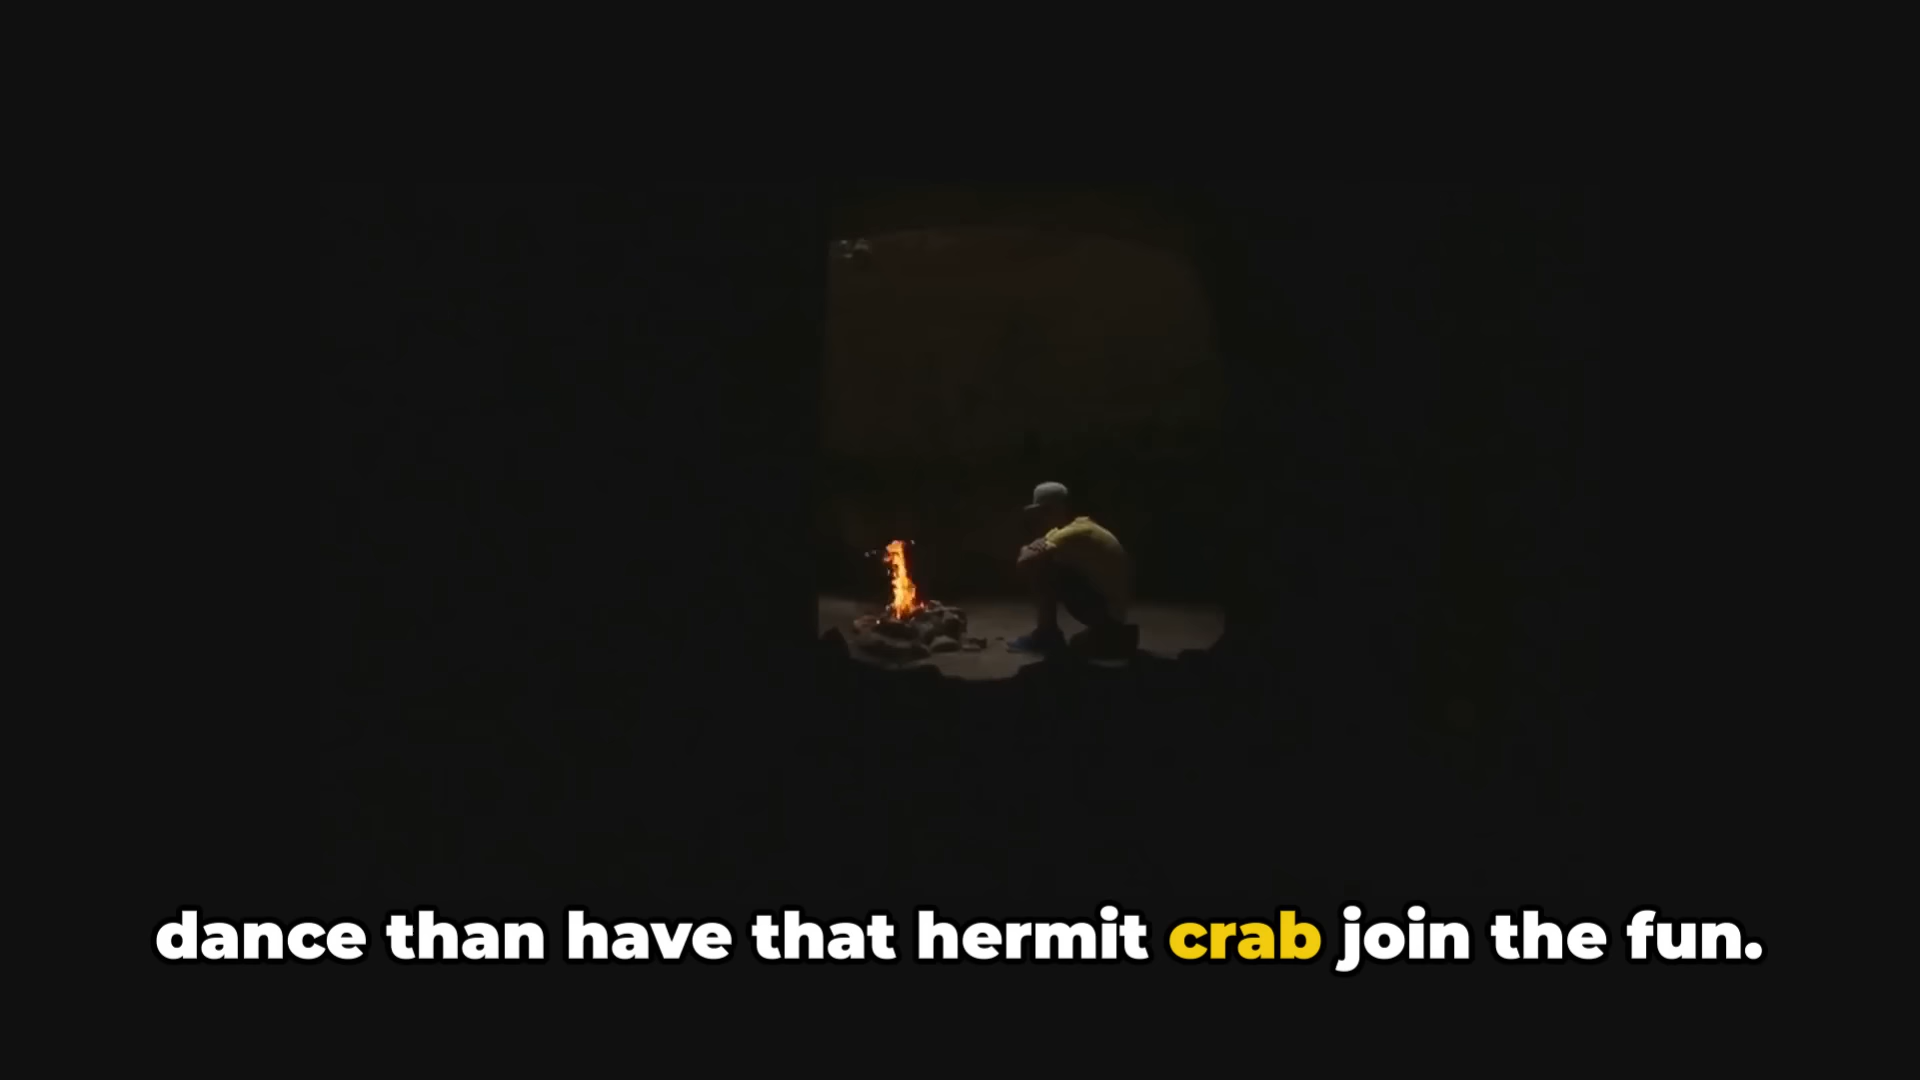 dance than have that hermit crab join the fun.